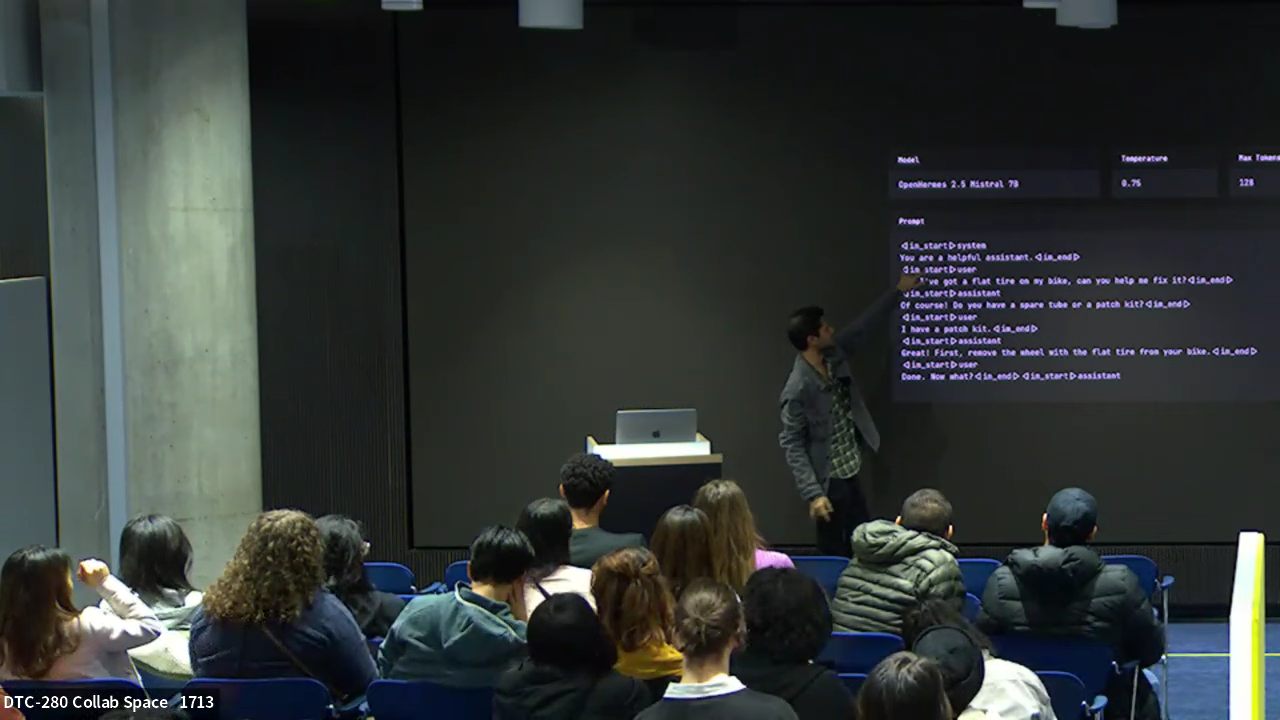 Model
Temperature
Max Tokens
OpenHermes 2.5 Mistral 7B
0.75
128
Prompt
<|im_start|>system
You are a helpful assistant.<|im_end|>
<|im_start|>user
I've got a flat tire on my bike, can you help me fix it?<|im_end|>
<|im_start|>assistant
Of course! Do you have a spare tube or a patch kit?<|im_end|>
<|im_start|>user
I have a patch kit.<|im_end|>
<|im_start|>assistant
Great! First, remove the wheel with the flat tire from your bike.<|im_end|>
<|im_start|>user
Done. Now what?<|im_end|><|im_start|>assistant
DTC-280 Collab Space 1713